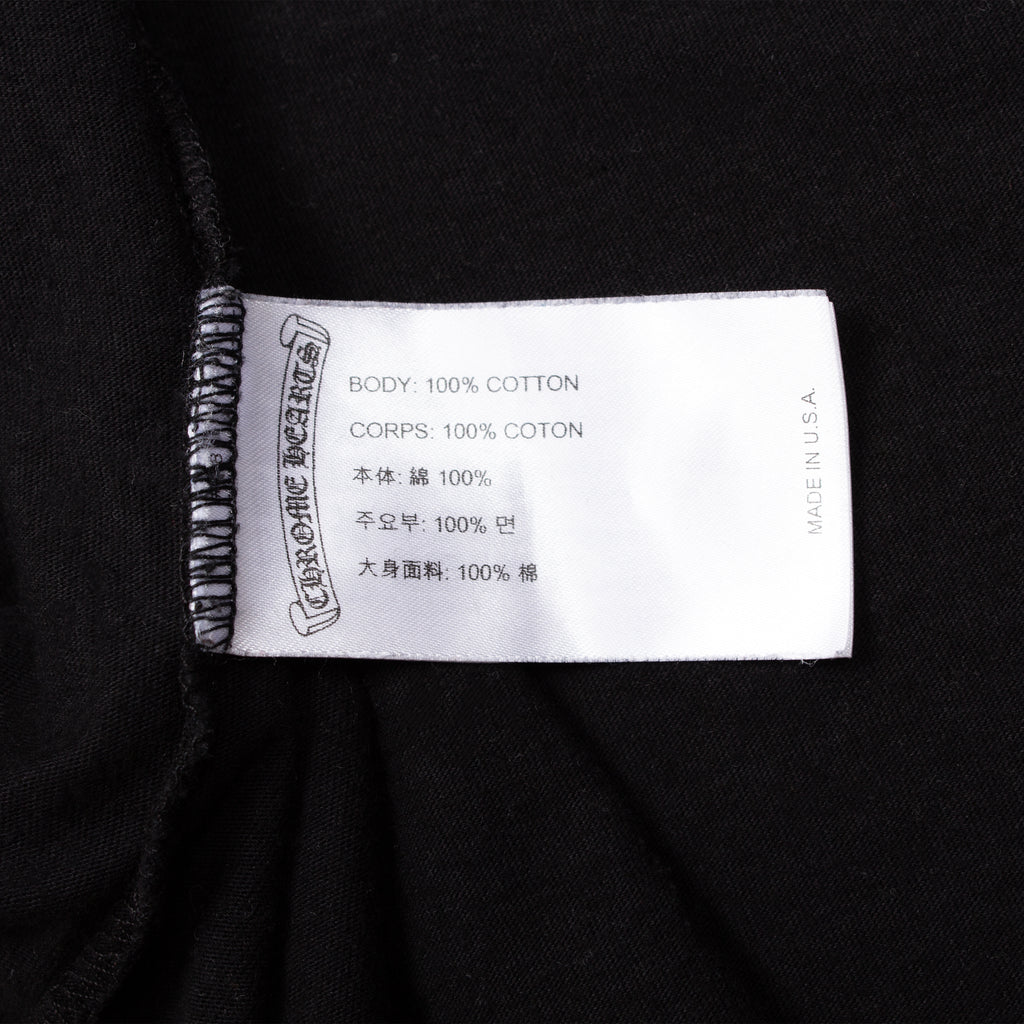 CHROME HEARTS
BODY: 100% COTTON
CORPS: 100% COTON
本体: 綿 100%
주요부: 100% 면
大身面料: 100% 棉
MADE IN U.S.A.